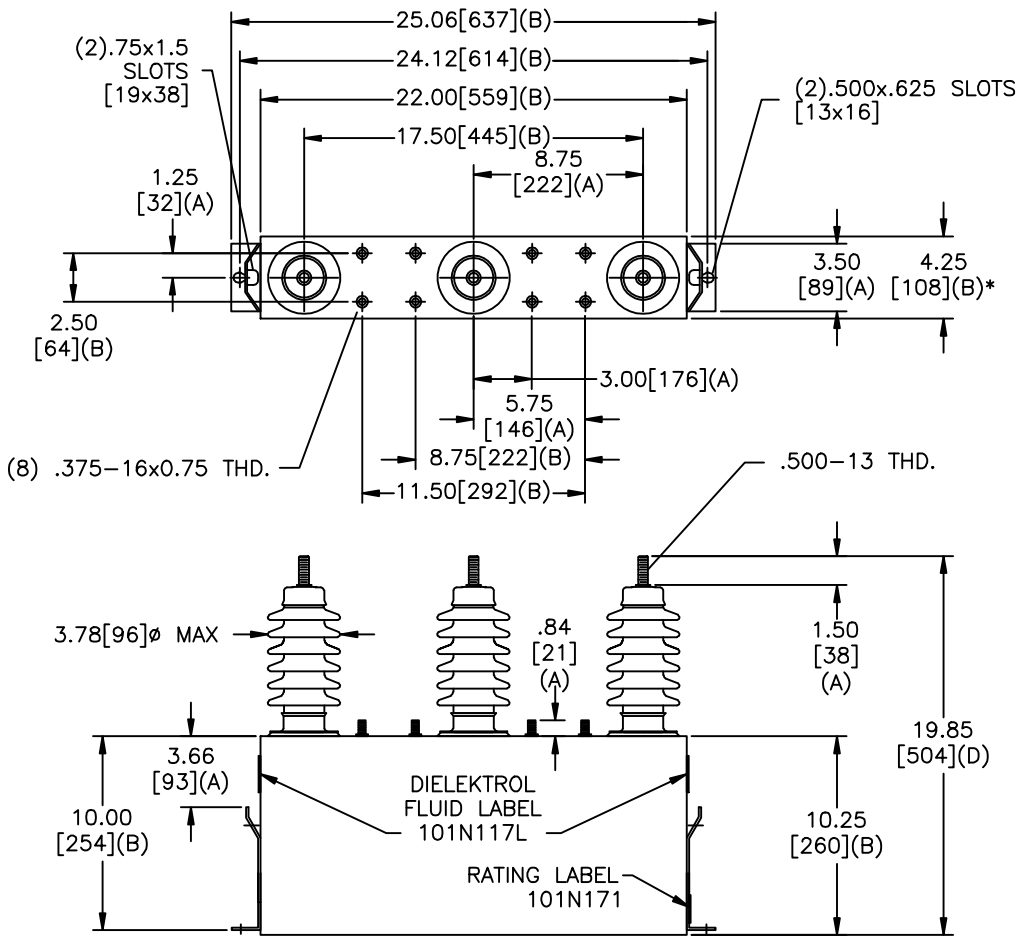 25.06[637](B)
(2).75x1.5
SLOTS
[19x38]
24.12[614](B)
(2).500x.625 SLOTS
[13x16]
22.00[559](B)
17.50[445](B)
8.75
[222](A)
1.25
[32](A)
3.50
[89](A)
4.25
[108](B)*
2.50
[64](B)
3.00[176](A)
5.75
[146](A)
(8) .375-16x0.75 THD.
8.75[222](B)
.500-13 THD.
11.50[292](B)
3.78[96]ø MAX
.84
[21]
(A)
1.50
[38]
(A)
19.85
[504](D)
3.66
[93](A)
DIELEKTROL
FLUID LABEL
101N117L
10.00
[254](B)
10.25
[260](B)
RATING LABEL
101N171